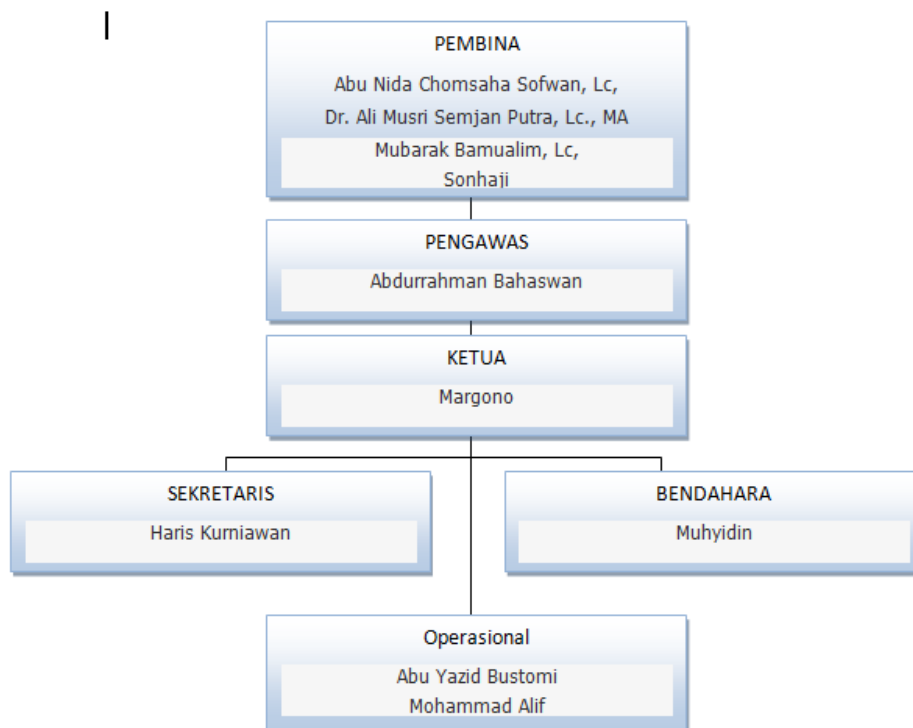 PEMBINA
Abu Nida Chomsaha Sofwan, Lc,
Dr. Ali Musri Semjan Putra, Lc., MA
Mubarak Bamualim, Lc,
Sonhaji
PENGAWAS
Abdurrahman Bahaswan
KETUA
Margono
SEKRETARIS
Haris Kurniawan
BENDAHARA
Muhyidin
Operasional
Abu Yazid Bustomi
Mohammad Alif